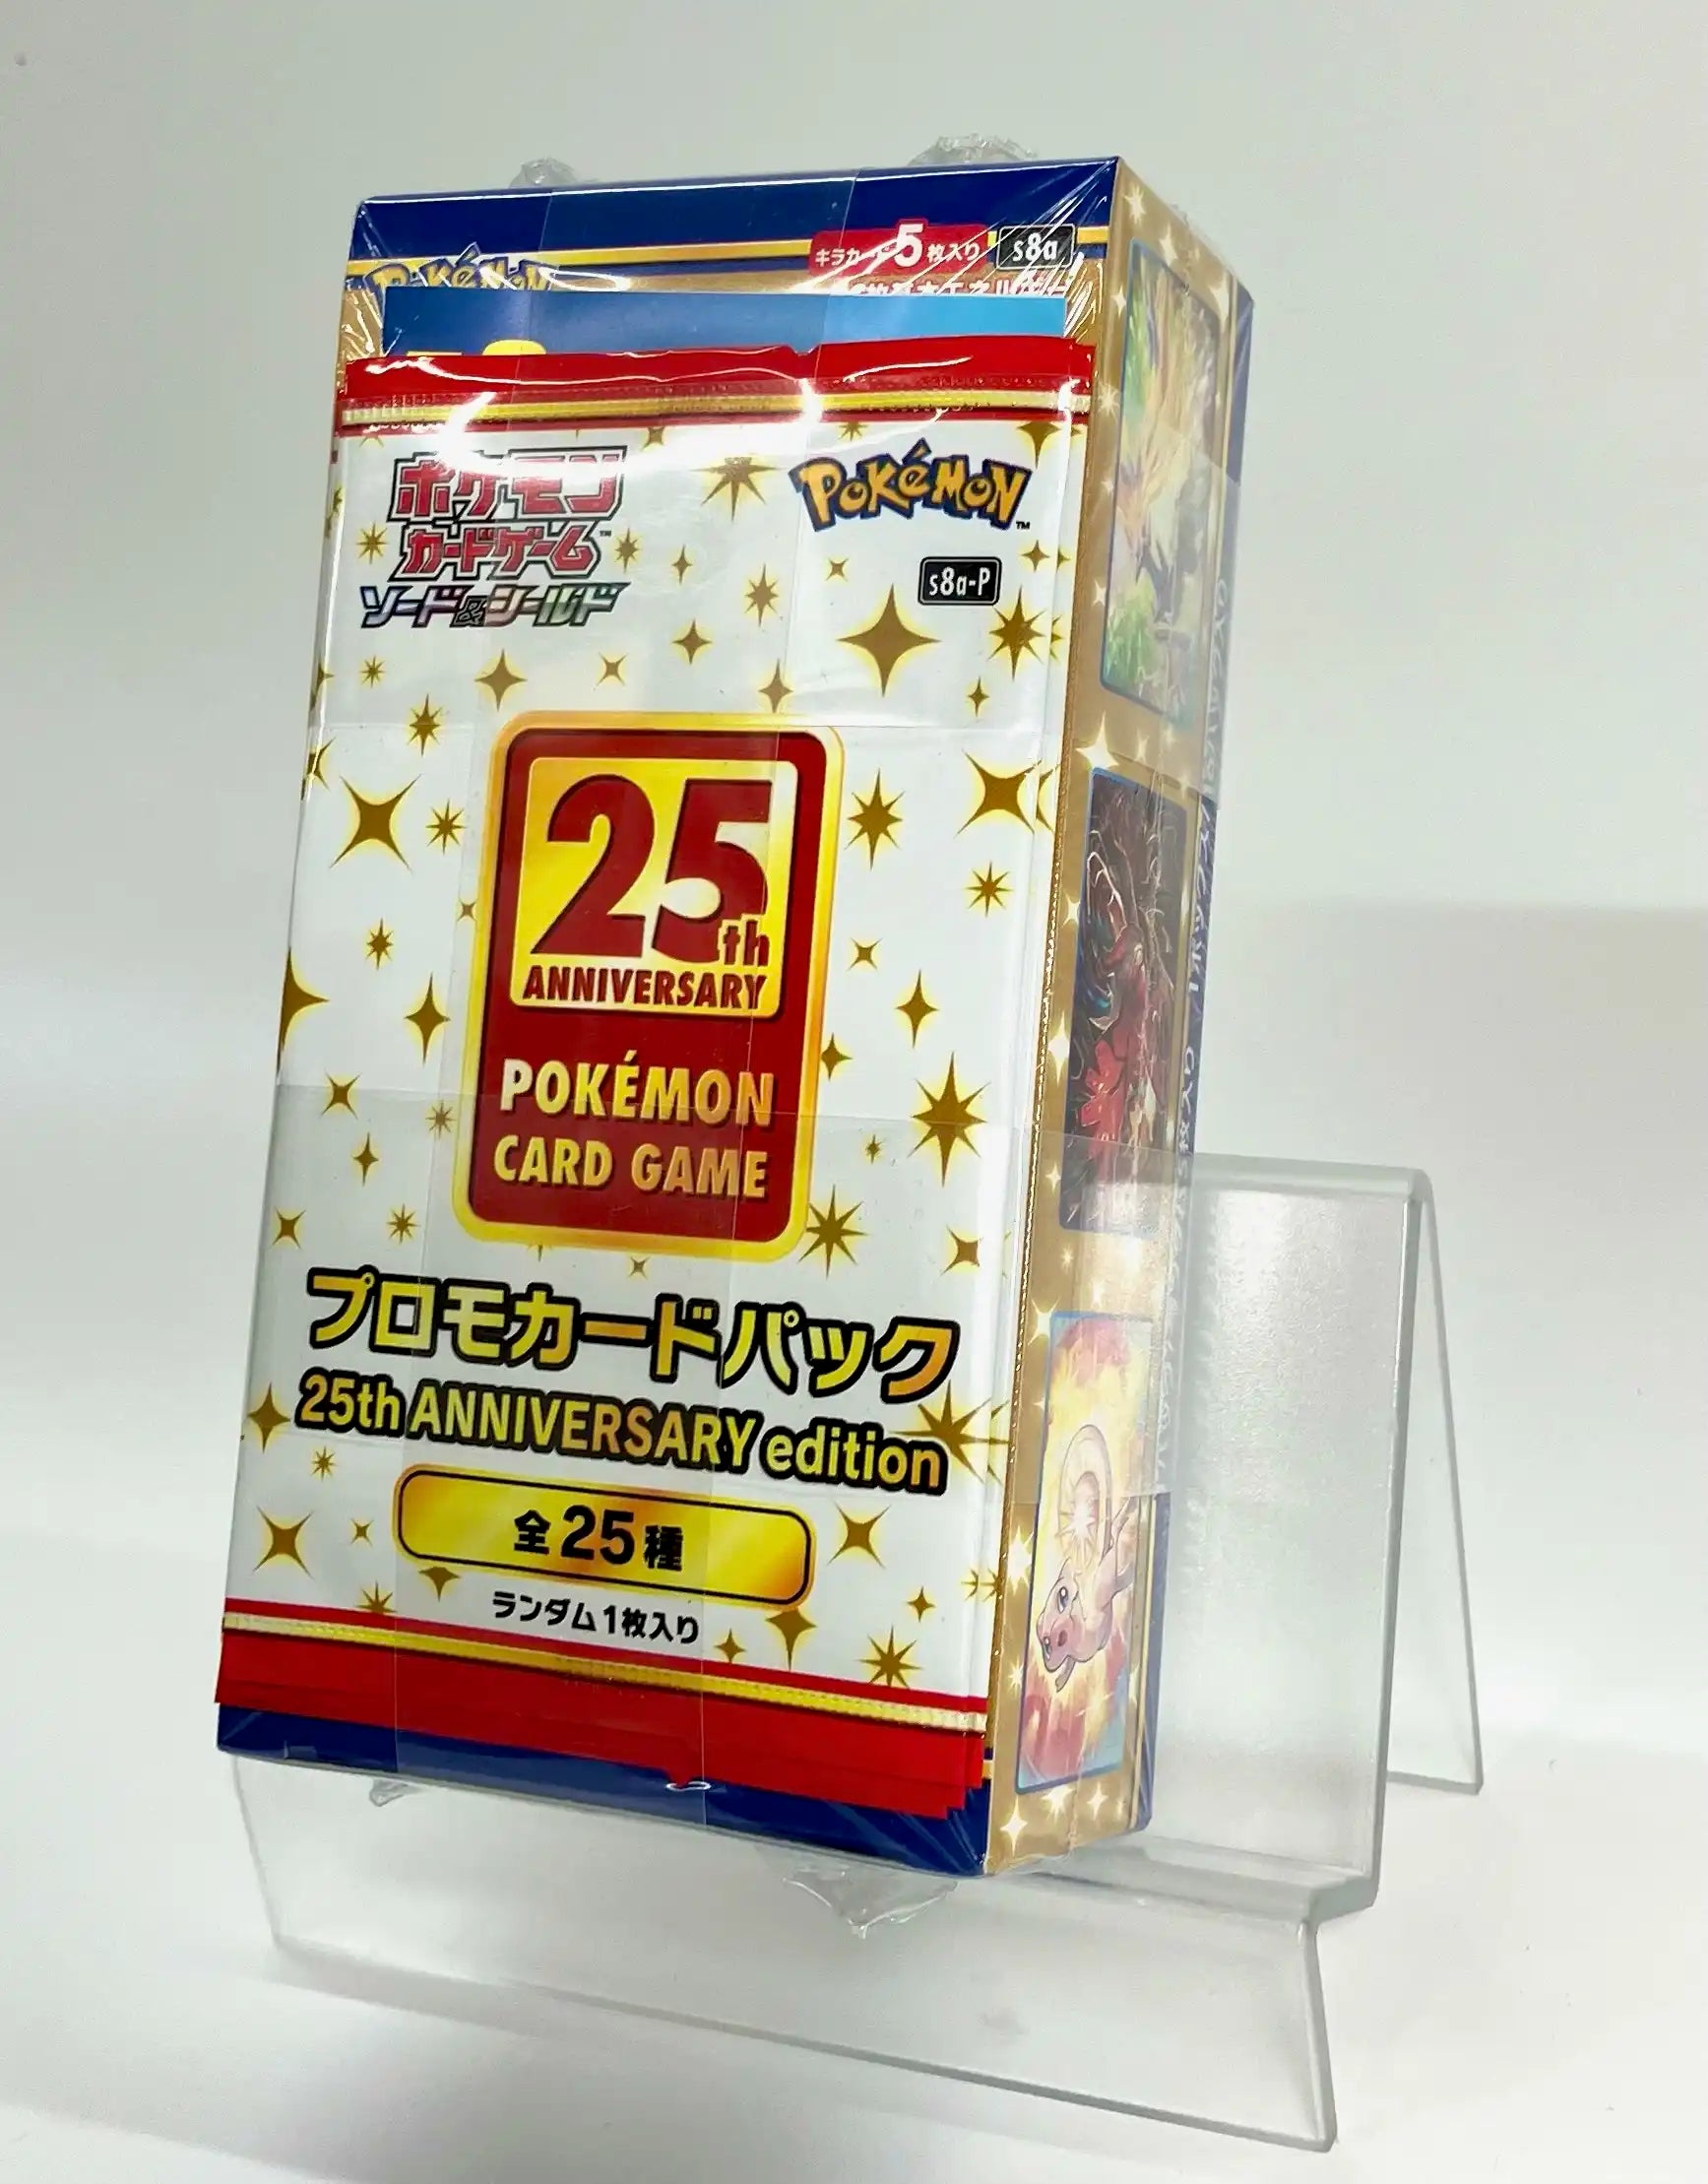 Pokémon
キラカード5枚入り
s8a
ポケモン
カードゲーム™
ソード&シールド
POKéMON™
s8a-P
25th
ANNIVERSARY
POKÉMON
CARD GAME
プロモカードパック
25th ANNIVERSARY edition
全25種
ランダム1枚入り